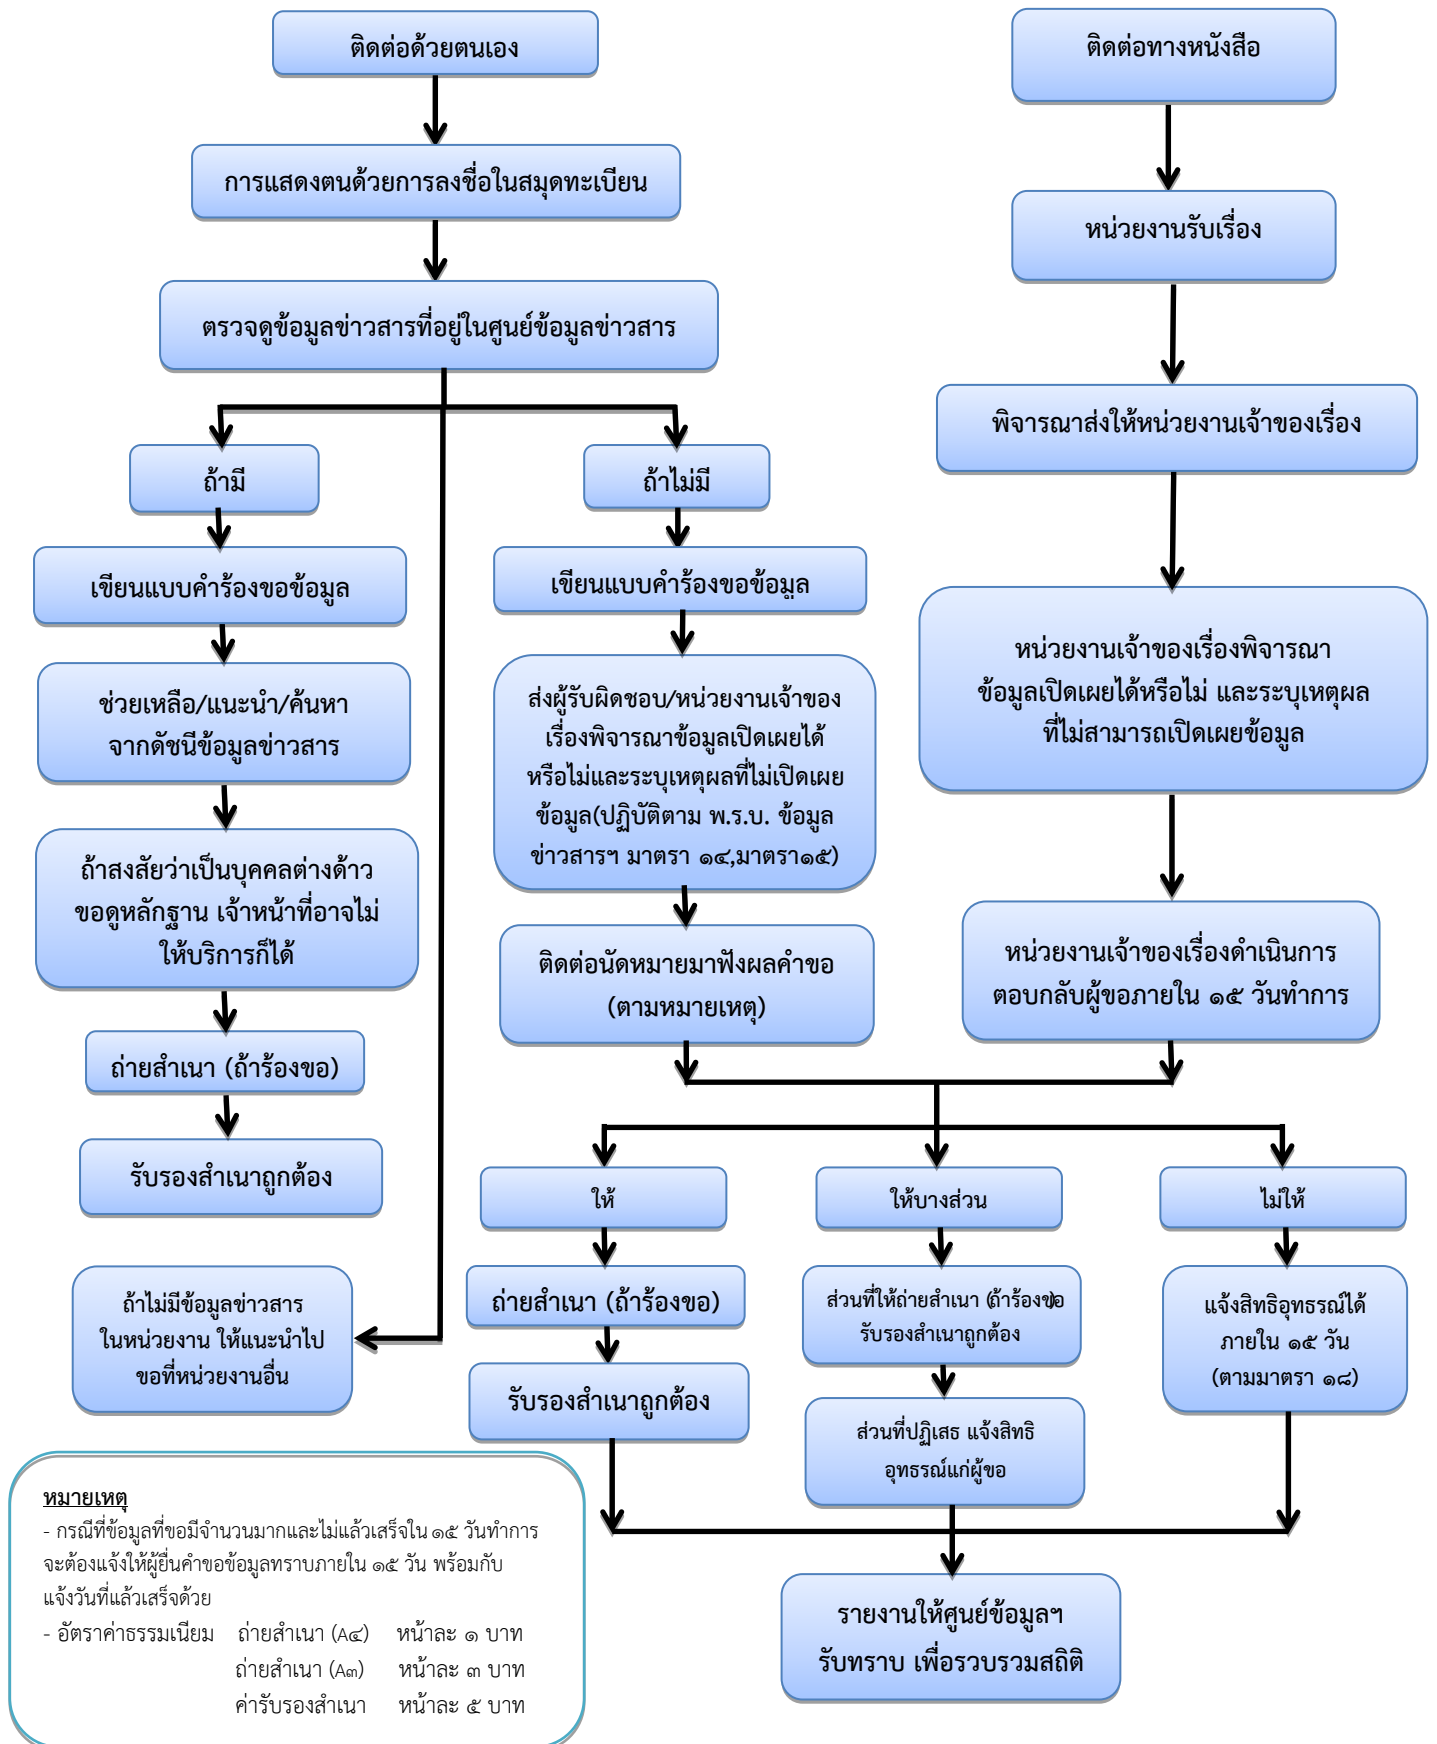 ติดต่อด้วยตนเอง
การแสดงตนด้วยการลงชื่อในสมุดทะเบียน
ตรวจดูข้อมูลข่าวสารที่อยู่ในศูนย์ข้อมูลข่าวสาร
ถ้ามี
เขียนแบบคำร้องขอข้อมูล
ช่วยเหลือ/แนะนำ/ค้นหา
จากดัชนีข้อมูลข่าวสาร
ถ้าสงสัยว่าเป็นบุคคลต่างด้าว
ขอดูหลักฐาน เจ้าหน้าที่อาจไม่
ให้บริการก็ได้
ถ่ายสำเนา (ถ้าร้องขอ)
รับรองสำเนาถูกต้อง
ถ้าไม่มีข้อมูลข่าวสาร
ในหน่วยงาน ให้แนะนำไป
ขอที่หน่วยงานอื่น
ถ้าไม่มี
เขียนแบบคำร้องขอข้อมูล
ส่งผู้รับผิดชอบ/หน่วยงานเจ้าของ
เรื่องพิจารณาข้อมูลเปิดเผยได้
หรือไม่และระบุเหตุผลที่ไม่เปิดเผย
ข้อมูล(ปฏิบัติตาม พ.ร.บ. ข้อมูล
ข่าวสารฯ มาตรา ๑๔,มาตรา๑๕)
ติดต่อนัดหมายมาฟังผลคำขอ
(ตามหมายเหตุ)
ติดต่อทางหนังสือ
หน่วยงานรับเรื่อง
พิจารณาส่งให้หน่วยงานเจ้าของเรื่อง
หน่วยงานเจ้าของเรื่องพิจารณา
ข้อมูลเปิดเผยได้หรือไม่ และระบุเหตุผล
ที่ไม่สามารถเปิดเผยข้อมูล
หน่วยงานเจ้าของเรื่องดำเนินการ
ตอบกลับผู้ขอภายใน ๑๕ วันทำการ
ให้
ถ่ายสำเนา (ถ้าร้องขอ)
รับรองสำเนาถูกต้อง
ให้บางส่วน
ส่วนที่ให้ถ่ายสำเนา (ถ้าร้องขอ)
รับรองสำเนาถูกต้อง
ส่วนที่ปฏิเสธ แจ้งสิทธิ
อุทธรณ์แก่ผู้ขอ
ไม่ให้
แจ้งสิทธิอุทธรณ์ได้
ภายใน ๑๕ วัน
(ตามมาตรา ๑๘)
รายงานให้ศูนย์ข้อมูลฯ
รับทราบ เพื่อรวบรวมสถิติ
หมายเหตุ
- กรณีที่ข้อมูลที่ขอมีจำนวนมากและไม่แล้วเสร็จใน ๑๕ วันทำการ
จะต้องแจ้งให้ผู้ยื่นคำขอข้อมูลทราบภายใน ๑๕ วัน พร้อมกับ
แจ้งวันที่แล้วเสร็จด้วย
- อัตราค่าธรรมเนียม ถ่ายสำเนา (A๔) หน้าละ ๑ บาท
ถ่ายสำเนา (A๓) หน้าละ ๓ บาท
ค่ารับรองสำเนา หน้าละ ๕ บาท